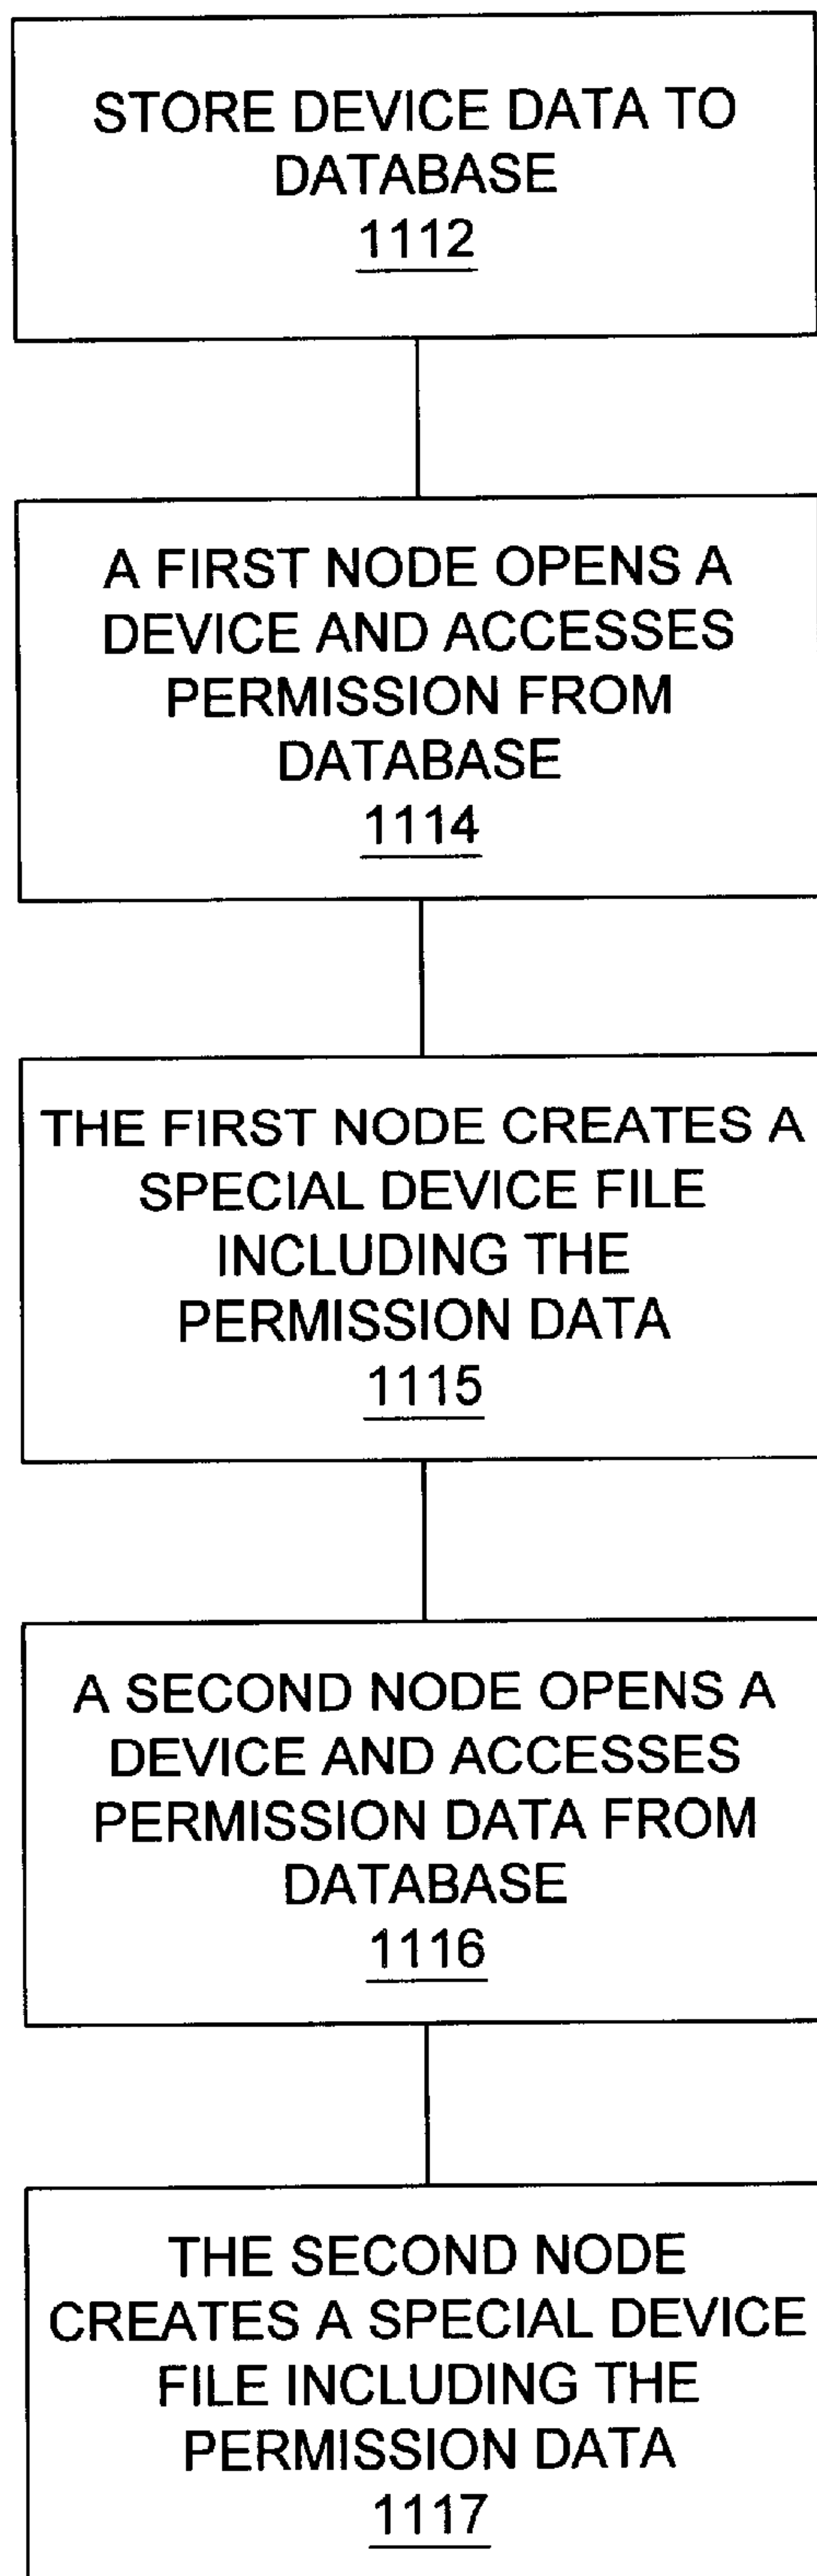 STORE DEVICE DATA TO
DATABASE
1112
A FIRST NODE OPENS A
DEVICE AND ACCESSES
PERMISSION FROM
DATABASE
1114
THE FIRST NODE CREATES A
SPECIAL DEVICE FILE
INCLUDING THE
PERMISSION DATA
1115
A SECOND NODE OPENS A
DEVICE AND ACCESSES
PERMISSION DATA FROM
DATABASE
1116
THE SECOND NODE
CREATES A SPECIAL DEVICE
FILE INCLUDING THE
PERMISSION DATA
1117